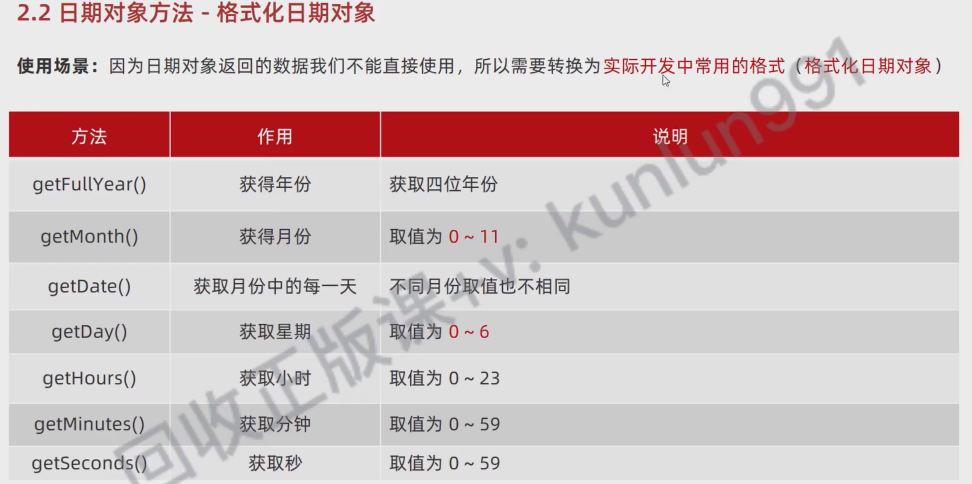 2.2 日期对象方法 - 格式化日期对象
使用场景：因为日期对象返回的数据我们不能直接使用，所以需要转换为实际开发中常用的格式（格式化日期对象）
方法 作用 说明
getFullYear() 获得年份 获取四位年份
getMonth() 获得月份 取值为 0 ~ 11
getDate() 获取月份中的每一天 不同月份取值也不相同
getDay() 获取星期 取值为 0 ~ 6
getHours() 获取小时 取值为 0 ~ 23
getMinutes() 获取分钟 取值为 0 ~ 59
getSeconds() 获取秒 取值为 0 ~ 59
回收正版课+v: kunlun991